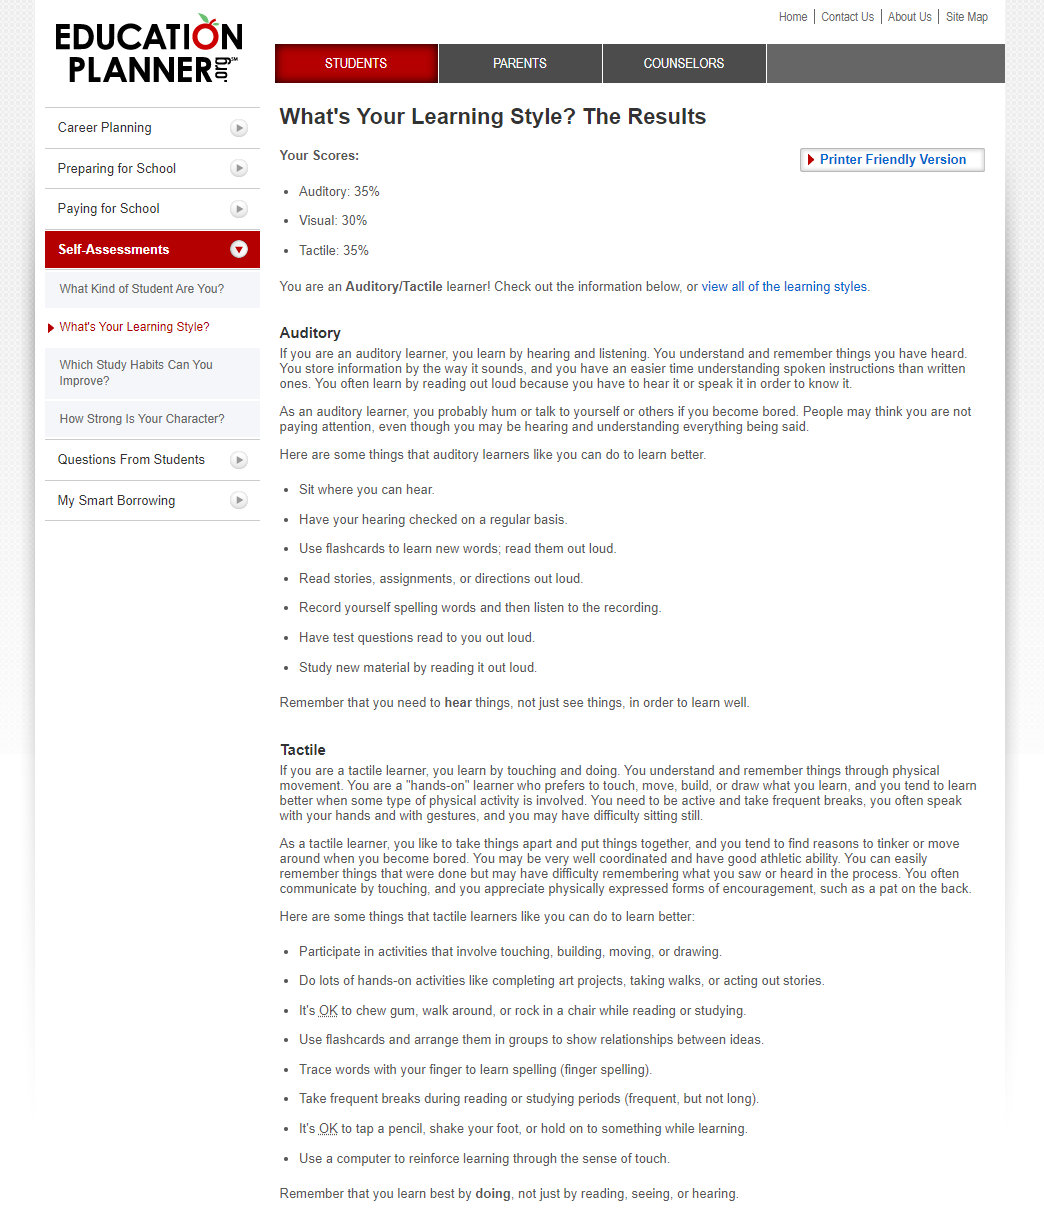 EDUCATION
PLANNER.org SM
Home | Contact Us | About Us | Site Map
STUDENTS PARENTS COUNSELORS
Career Planning
Preparing for School
Paying for School
Self-Assessments
What Kind of Student Are You?
What's Your Learning Style?
Which Study Habits Can You
Improve?
How Strong Is Your Character?
Questions From Students
My Smart Borrowing
What's Your Learning Style? The Results
Your Scores:
Printer Friendly Version
• Auditory: 35%
• Visual: 30%
• Tactile: 35%
You are an Auditory/Tactile learner! Check out the information below, or view all of the learning styles.
Auditory
If you are an auditory learner, you learn by hearing and listening. You understand and remember things you have heard.
You store information by the way it sounds, and you have an easier time understanding spoken instructions than written
ones. You often learn by reading out loud because you have to hear it or speak it in order to know it.
As an auditory learner, you probably hum or talk to yourself or others if you become bored. People may think you are not
paying attention, even though you may be hearing and understanding everything being said.
Here are some things that auditory learners like you can do to learn better.
• Sit where you can hear.
• Have your hearing checked on a regular basis.
• Use flashcards to learn new words; read them out loud.
• Read stories, assignments, or directions out loud.
• Record yourself spelling words and then listen to the recording.
• Have test questions read to you out loud.
• Study new material by reading it out loud.
Remember that you need to hear things, not just see things, in order to learn well.
Tactile
If you are a tactile learner, you learn by touching and doing. You understand and remember things through physical
movement. You are a "hands-on" learner who prefers to touch, move, build, or draw what you learn, and you tend to learn
better when some type of physical activity is involved. You need to be active and take frequent breaks, you often speak
with your hands and with gestures, and you may have difficulty sitting still.
As a tactile learner, you like to take things apart and put things together, and you tend to find reasons to tinker or move
around when you become bored. You may be very well coordinated and have good athletic ability. You can easily
remember things that were done but may have difficulty remembering what you saw or heard in the process. You often
communicate by touching, and you appreciate physically expressed forms of encouragement, such as a pat on the back.
Here are some things that tactile learners like you can do to learn better:
• Participate in activities that involve touching, building, moving, or drawing.
• Do lots of hands-on activities like completing art projects, taking walks, or acting out stories.
• It's OK to chew gum, walk around, or rock in a chair while reading or studying.
• Use flashcards and arrange them in groups to show relationships between ideas.
• Trace words with your finger to learn spelling (finger spelling).
• Take frequent breaks during reading or studying periods (frequent, but not long).
• It's OK to tap a pencil, shake your foot, or hold on to something while learning.
• Use a computer to reinforce learning through the sense of touch.
Remember that you learn best by doing, not just by reading, seeing, or hearing.